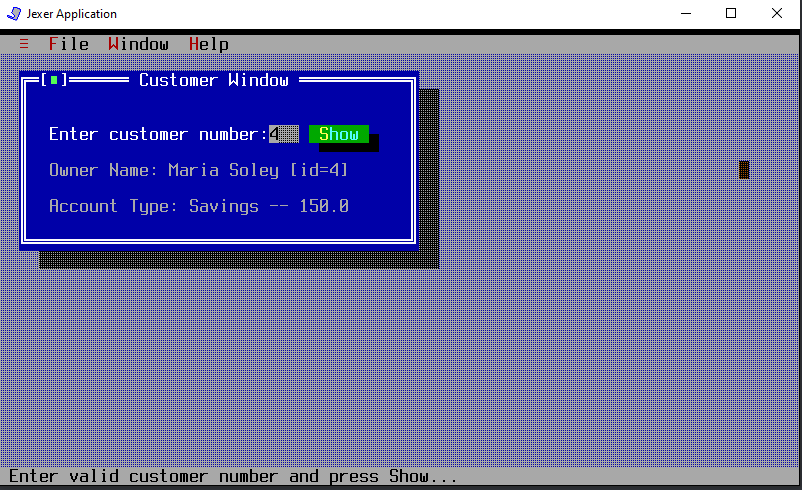 Jexer Application
File Window Help
Customer Window
Enter customer number:4 Show
Owner Name: Maria Soley [id=4]
Account Type: Savings -- 150.0
Enter valid customer number and press Show...